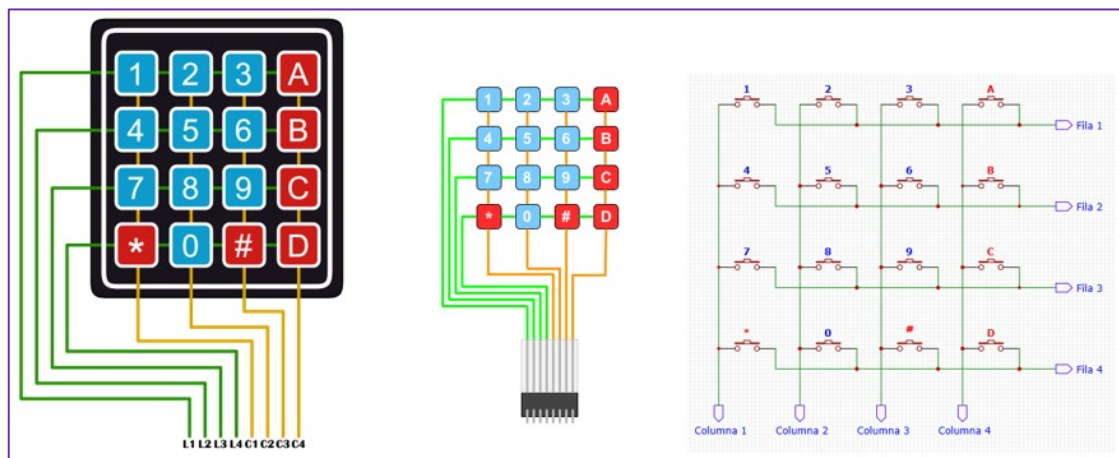 1 2 3 A
4 5 6 B
7 8 9 C
* 0 # D
L1 L2 L3 L4 C1 C2 C3 C4
1 2 3 A
4 5 6 B
7 8 9 C
* 0 # D
1 2 3 A
Fila 1
4 5 6 B
Fila 2
7 8 9 C
Fila 3
* 0 # D
Fila 4
Columna 1 Columna 2 Columna 3 Columna 4